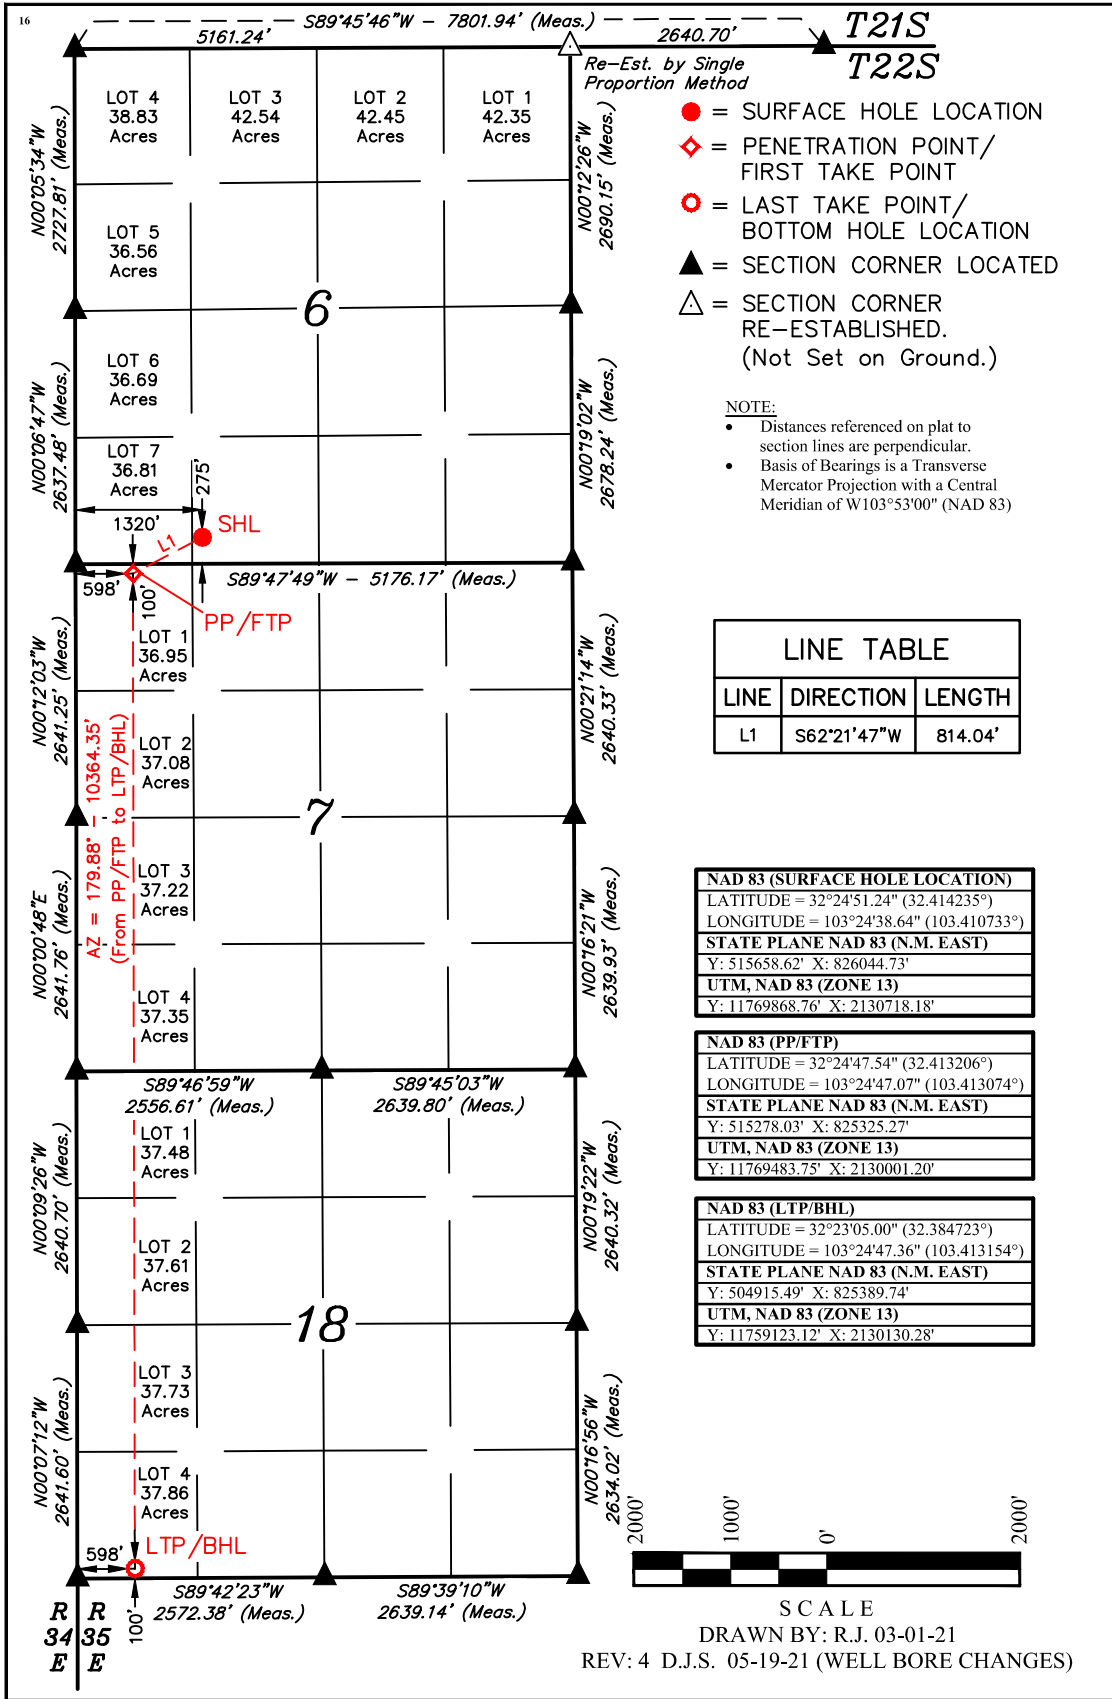 16
S89°45'46"W - 7801.94' (Meas.)
5161.24'
2640.70'
T21S
T22S
Re-Est. by Single
Proportion Method
LOT 4
38.83
Acres
LOT 3
42.54
Acres
LOT 2
42.45
Acres
LOT 1
42.35
Acres
N00°05'34"W
2727.81' (Meas.)
N00°12'26"W
2690.15' (Meas.)
= SURFACE HOLE LOCATION
= PENETRATION POINT/
FIRST TAKE POINT
= LAST TAKE POINT/
BOTTOM HOLE LOCATION
= SECTION CORNER LOCATED
= SECTION CORNER
RE-ESTABLISHED.
(Not Set on Ground.)
LOT 5
36.56
Acres
6
LOT 6
36.69
Acres
N00°06'47"W
2637.48' (Meas.)
N00°19'02"W
2678.24' (Meas.)
NOTE:
• Distances referenced on plat to
section lines are perpendicular.
• Basis of Bearings is a Transverse
Mercator Projection with a Central
Meridian of W103°53'00" (NAD 83)
LOT 7
36.81
Acres
275'
1320'
L1
SHL
598'
100'
S89°47'49"W - 5176.17' (Meas.)
PP/FTP
LOT 1
36.95
Acres
N00°12'03"W
2641.25' (Meas.)
N00°21'14"W
2640.33' (Meas.)
LINE TABLE
LINE DIRECTION LENGTH
L1 S62°21'47"W 814.04'
AZ = 179.88° - 10364.35'
(From PP/FTP to LTP/BHL)
LOT 2
37.08
Acres
7
LOT 3
37.22
Acres
N00°00'48"E
2641.76' (Meas.)
N00°16'21"W
2639.93' (Meas.)
LOT 4
37.35
Acres
NAD 83 (SURFACE HOLE LOCATION)
LATITUDE = 32°24'51.24" (32.414235°)
LONGITUDE = 103°24'38.64" (103.410733°)
STATE PLANE NAD 83 (N.M. EAST)
Y: 515658.62' X: 826044.73'
UTM, NAD 83 (ZONE 13)
Y: 11769868.76' X: 2130718.18'
NAD 83 (PP/FTP)
LATITUDE = 32°24'47.54" (32.413206°)
LONGITUDE = 103°24'47.07" (103.413074°)
STATE PLANE NAD 83 (N.M. EAST)
Y: 515278.03' X: 825325.27'
UTM, NAD 83 (ZONE 13)
Y: 11769483.75' X: 2130001.20'
NAD 83 (LTP/BHL)
LATITUDE = 32°23'05.00" (32.384723°)
LONGITUDE = 103°24'47.36" (103.413154°)
STATE PLANE NAD 83 (N.M. EAST)
Y: 504915.49' X: 825389.74'
UTM, NAD 83 (ZONE 13)
Y: 11759123.12' X: 2130130.28'
S89°46'59"W
2556.61' (Meas.)
S89°45'03"W
2639.80' (Meas.)
LOT 1
37.48
Acres
N00°09'26"W
2640.70' (Meas.)
N00°19'22"W
2640.32' (Meas.)
LOT 2
37.61
Acres
18
LOT 3
37.73
Acres
N00°07'12"W
2641.60' (Meas.)
N00°16'56"W
2634.02' (Meas.)
LOT 4
37.86
Acres
598'
LTP/BHL
100'
S89°42'23"W
2572.38' (Meas.)
S89°39'10"W
2639.14' (Meas.)
R R
34 35
E E
2000'
1000'
0'
2000'
SCALE
DRAWN BY: R.J. 03-01-21
REV: 4 D.J.S. 05-19-21 (WELL BORE CHANGES)